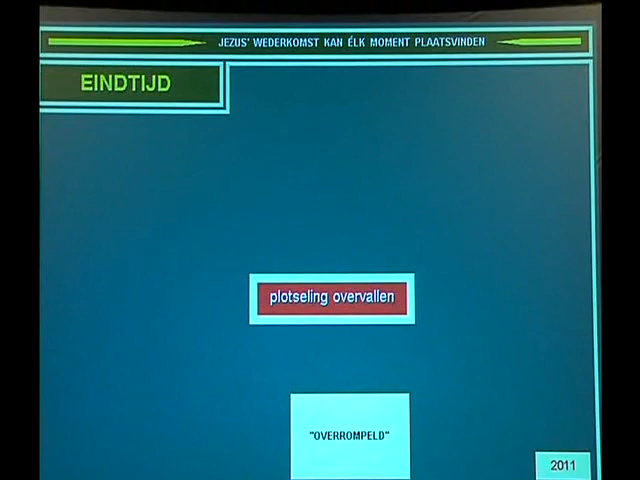 JEZUS' WEDERKOMST KAN ÉLK MOMENT PLAATSVINDEN
EINDTIJD
plotseling overvallen
"OVERROMPELD"
2011